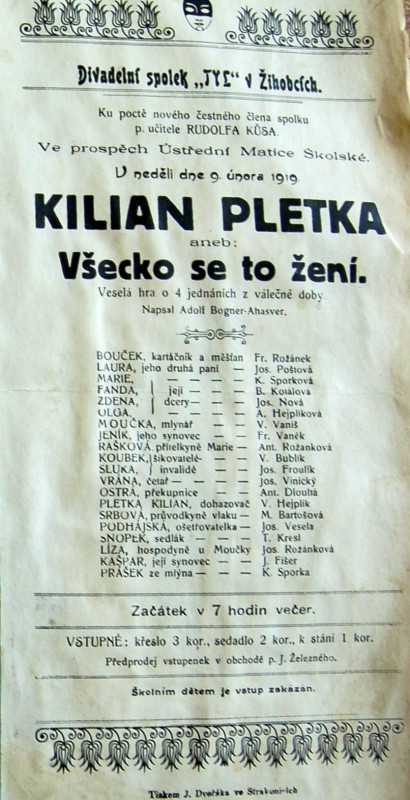 Divadelní spolek „TYL“ v Žihobcích.
Ku poctě nového čestného člena spolku
p. učitele RUDOLFA KŮSA.
Ve prospěch Ústřední Matice Školské.
V neděli dne 9. února 1919
KILIAN PLETKA
aneb:
Všecko se to žení.
Veselá hra o 4 jednáních z válečné doby
Napsal Adolf Bogner-Ahasver.
BOUČEK, kartáčník a měšťan Fr. Rožánek
LAURA, jeho druhá paní — Jos. Poštová
MARIE, — — — — K. Sporková
FANDA, } její — — — B. Kotálová
ZDENA, } dcery — — Jos. Nová
OLGA, — — — — A. Hejplíková
MOUČKA, mlynář — — V. Vaniš
JENÍK, jeho synovec — — Fr. Vaněk
RAŠKOVÁ, přítelkyně Marie — Ant. Rožánková
KOUBEK, } šikovatelé — — V. Bublík
SLUKA, } invalidé — — Jos. Froulík
VRÁNA, četař — — — Jos. Vinický
OSTRÁ, překupnice — — Ant. Dlouhá
PLETKA KILIAN, dohazovač V. Hejplík
SRBOVÁ, průvodkyně vlaku — M. Bartošová
PODHÁJSKÁ, ošetřovatelka — Jos. Veselá
SNOPEK, sedlák — — T. Kresl
LÍZA, hospodyně u Moučky Jos. Rožánková
KAŠPAR, její synovec — — J. Fišer
PRÁŠEK ze mlýna — — K. Sporka
Začátek v 7 hodin večer.
VSTUPNÉ: křeslo 3 kor., sedadlo 2 kor., k stání 1 kor.
Předprodej vstupenek v obchodě p. J. Železného.
Školním dětem je vstup zakázán.
Tiskem J. Dvořáka ve Strakonicích